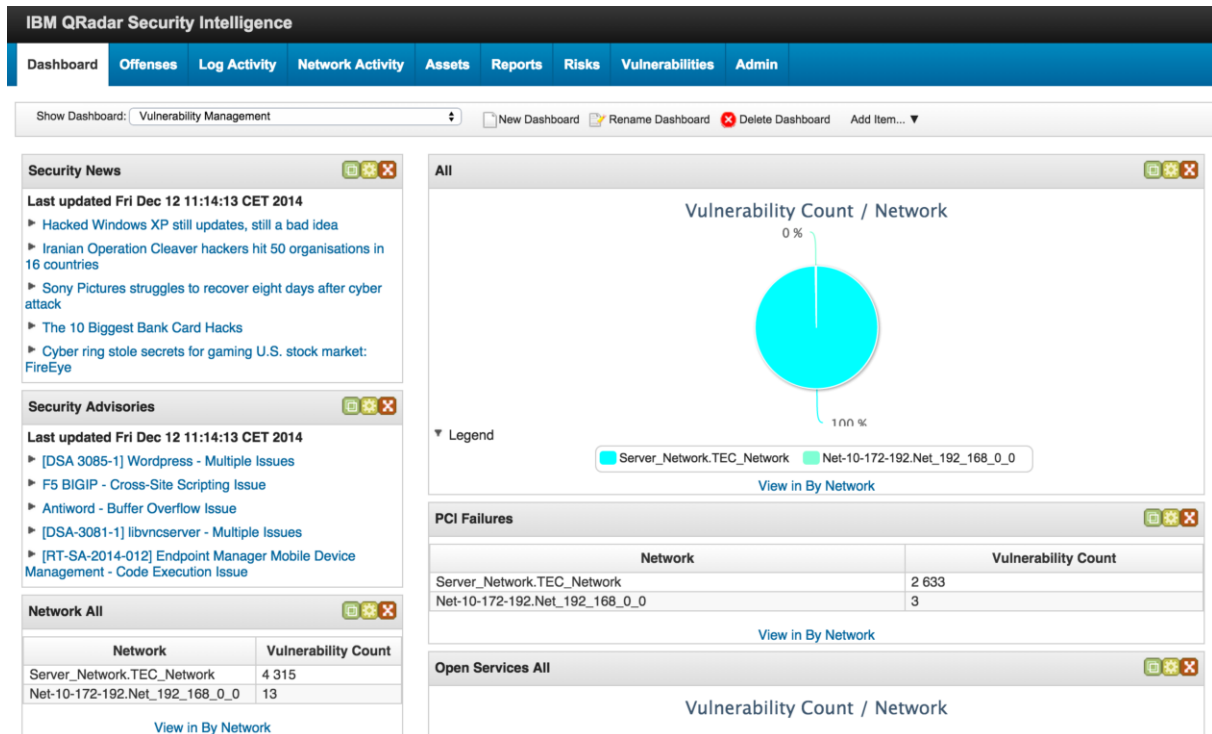 IBM QRadar Security Intelligence
Dashboard Offenses Log Activity Network Activity Assets Reports Risks Vulnerabilities Admin
Show Dashboard: Vulnerability Management New Dashboard Rename Dashboard Delete Dashboard Add Item... ▼
Security News
Last updated Fri Dec 12 11:14:13 CET 2014
Hacked Windows XP still updates, still a bad idea
Iranian Operation Cleaver hackers hit 50 organisations in
16 countries
Sony Pictures struggles to recover eight days after cyber
attack
The 10 Biggest Bank Card Hacks
Cyber ring stole secrets for gaming U.S. stock market:
FireEye
Security Advisories
Last updated Fri Dec 12 11:14:13 CET 2014
[DSA 3085-1] Wordpress - Multiple Issues
F5 BIGIP - Cross-Site Scripting Issue
Antiword - Buffer Overflow Issue
[DSA-3081-1] libvncserver - Multiple Issues
[RT-SA-2014-012] Endpoint Manager Mobile Device
Management - Code Execution Issue
Network All
Network Vulnerability Count
Server_Network.TEC_Network 4 315
Net-10-172-192.Net_192_168_0_0 13
View in By Network
All
Vulnerability Count / Network
0 %
100 %
Legend
Server_Network.TEC_Network Net-10-172-192.Net_192_168_0_0
View in By Network
PCI Failures
Network Vulnerability Count
Server_Network.TEC_Network 2 633
Net-10-172-192.Net_192_168_0_0 3
View in By Network
Open Services All
Vulnerability Count / Network